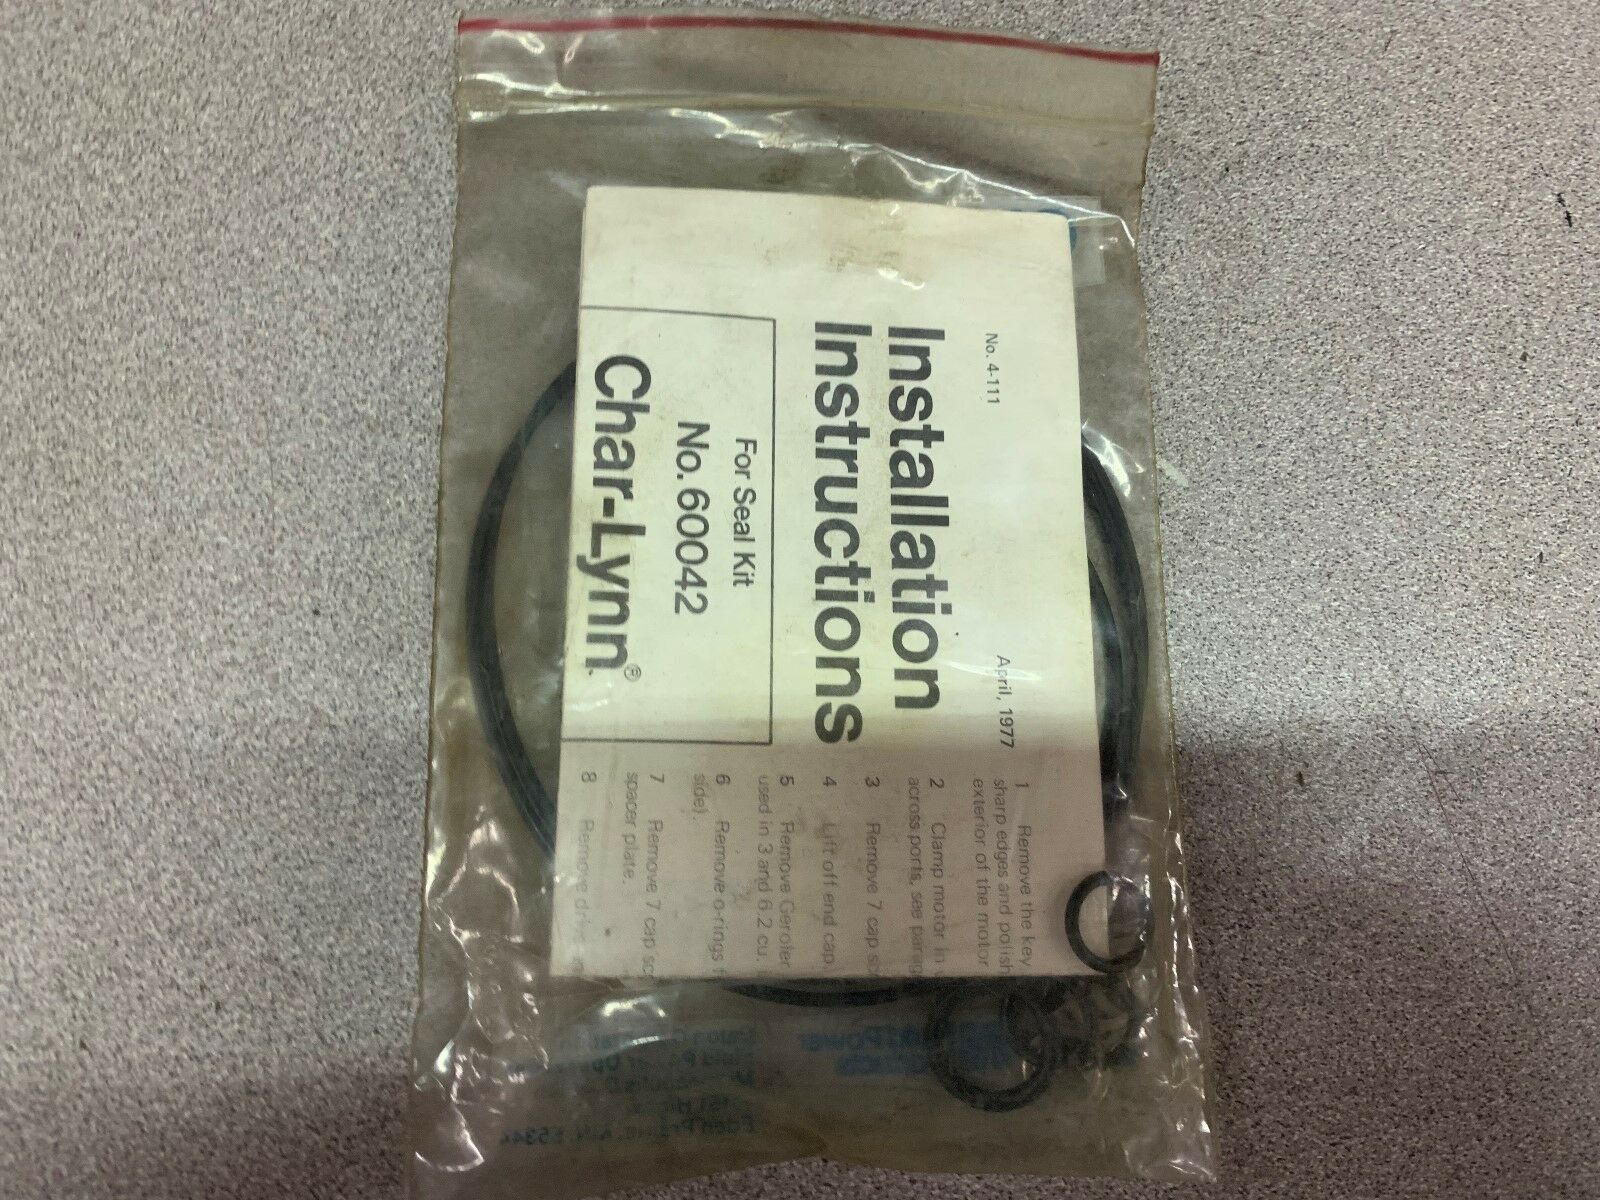 No. 4-111
April, 1977
Installation
Instructions
For Seal Kit
No. 60042
Char-Lynn®
1 Remove the key
sharp edges and polish
exterior of the motor
2 Clamp motor in
across ports, see parag
3 Remove 7 cap sc
4 Lift off end cap.
5 Remove Geroler
used in 3 and 6.2 cu.
6 Remove o-rings
side).
7 Remove 7 cap sc
spacer plate.
8 Remove drive